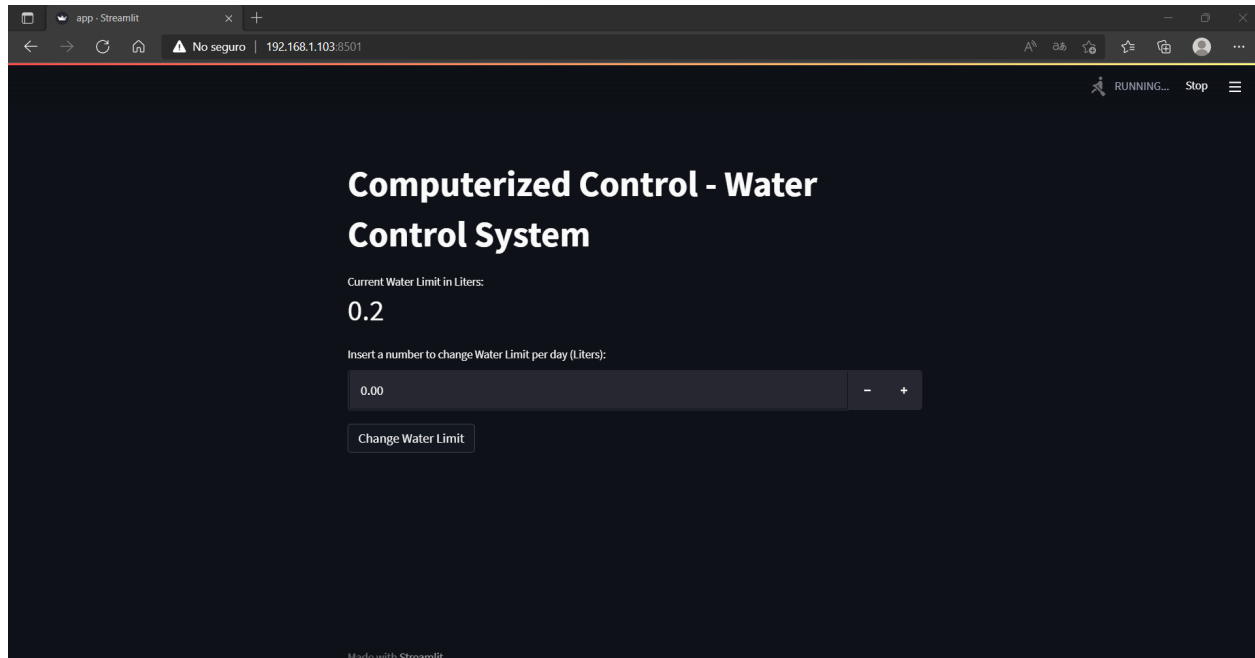 app · Streamlit
No seguro | 192.168.1.103:8501
RUNNING... Stop
Computerized Control - Water
Control System
Current Water Limit in Liters:
0.2
Insert a number to change Water Limit per day (Liters):
0.00 - +
Change Water Limit
Made with Streamlit